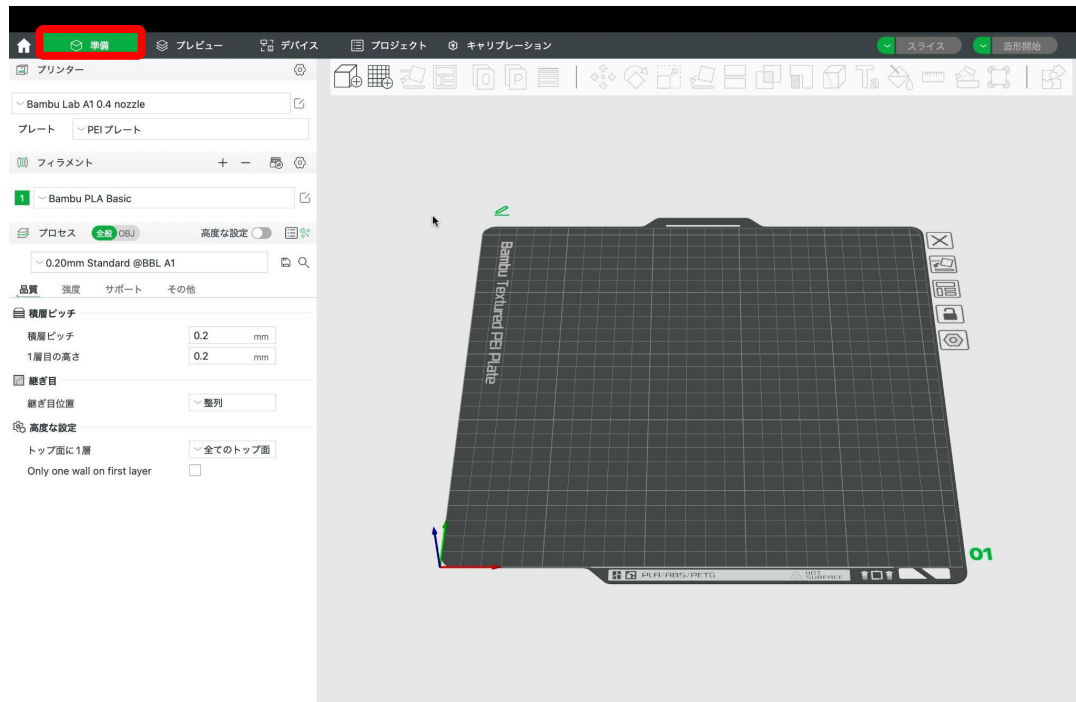 準備
プレビュー
デバイス
プロジェクト
キャリブレーション
スライス
造形開始
プリンター
Bambu Lab A1 0.4 nozzle
プレート
PEI プレート
フィラメント
1
Bambu PLA Basic
プロセス
全般 OBJ
高度な設定
0.20mm Standard @BBL A1
品質
強度
サポート
その他
積層ピッチ
積層ピッチ 0.2 mm
1層目の高さ 0.2 mm
継ぎ目
継ぎ目位置 整列
高度な設定
トップ面に1層 全てのトップ面
Only one wall on first layer
Bambu Textured PEI Plate
01
PLA/ABS/PETG
HOT
SURFACE